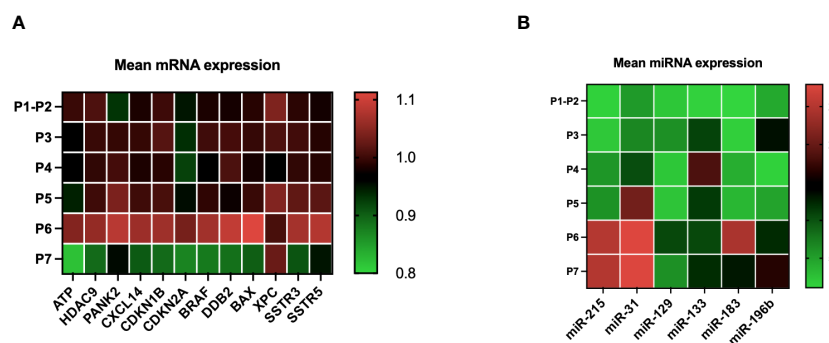 A
Mean mRNA expression
P1-P2
P3
P4
P5
P6
P7
ATP
HDAC9
PANK2
CXCL14
CDKN1B
CDKN2A
BRAF
DDB2
BAX
XPC
SSTR3
SSTR5
1.1
1.0
0.9
0.8
B
Mean miRNA expression
P1-P2
P3
P4
P5
P6
P7
miR-215
miR-31
miR-129
miR-133
miR-183
miR-196b